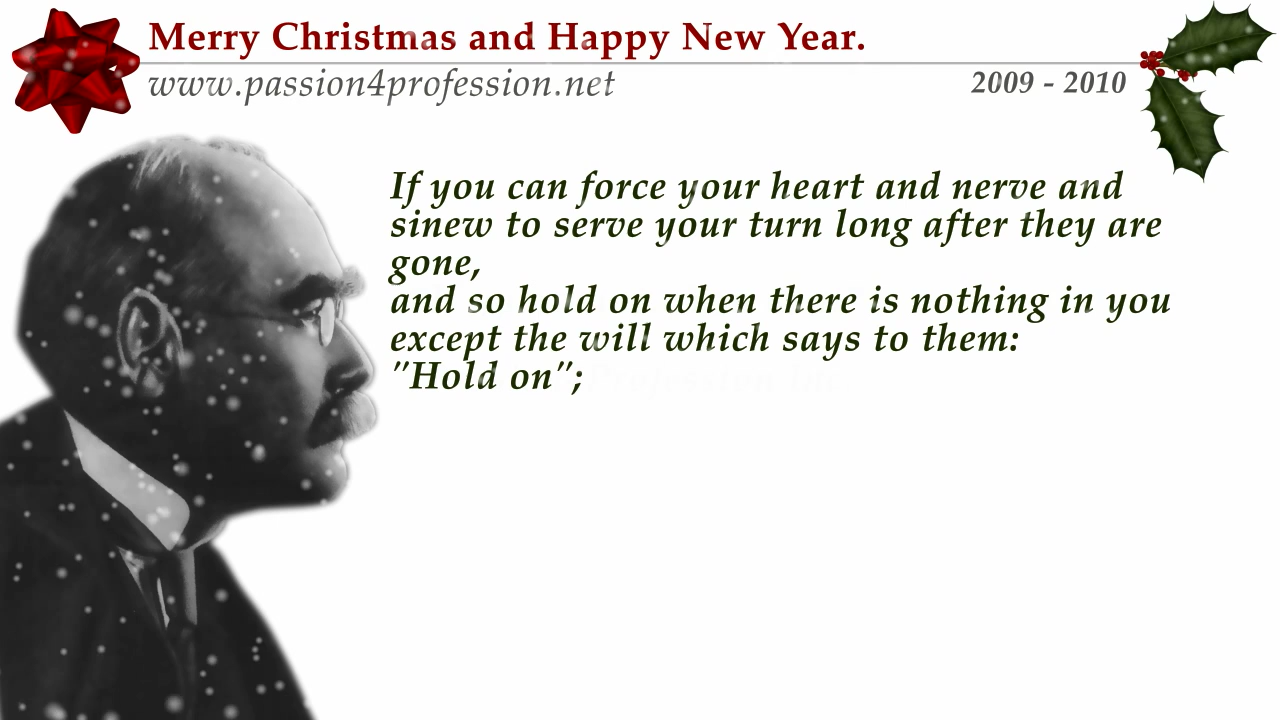 Merry Christmas and Happy New Year.
www.passion4profession.net
2009 - 2010
If you can force your heart and nerve and
sinew to serve your turn long after they are
gone,
and so hold on when there is nothing in you
except the will which says to them:
"Hold on";